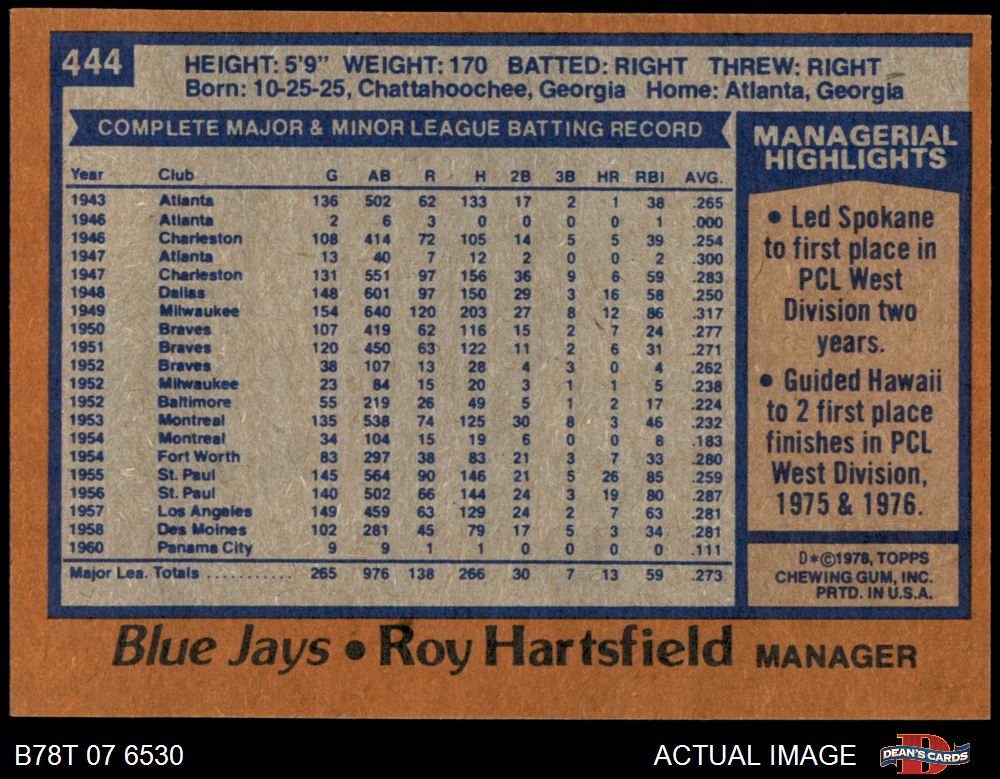 444
HEIGHT: 5'9" WEIGHT: 170 BATTED: RIGHT THREW: RIGHT
Born: 10-25-25, Chattahoochee, Georgia Home: Atlanta, Georgia
COMPLETE MAJOR & MINOR LEAGUE BATTING RECORD
Year Club G AB R H 2B 3B HR RBI AVG.
1943 Atlanta 136 502 62 133 17 2 1 38 .265
1946 Atlanta 2 6 3 0 0 0 0 1 .000
1946 Charleston 108 414 72 105 14 5 5 39 .254
1947 Atlanta 13 40 7 12 2 0 0 2 .300
1947 Charleston 131 551 97 156 36 9 6 59 .283
1948 Dallas 148 601 97 150 29 3 16 58 .250
1949 Milwaukee 154 640 120 203 27 8 12 86 .317
1950 Braves 107 419 62 116 15 2 7 24 .277
1951 Braves 120 450 63 122 11 2 6 31 .271
1952 Braves 38 107 13 28 4 3 0 4 .262
1952 Milwaukee 23 84 15 20 3 1 1 5 .238
1952 Baltimore 55 219 26 49 5 1 2 17 .224
1953 Montreal 135 538 74 125 30 8 3 46 .232
1954 Montreal 34 104 15 19 6 0 0 8 .183
1954 Fort Worth 83 297 38 83 21 3 7 33 .280
1955 St. Paul 145 564 90 146 21 5 26 85 .259
1956 St. Paul 140 502 66 144 24 3 19 80 .287
1957 Los Angeles 149 459 63 129 24 2 7 63 .281
1958 Des Moines 102 281 45 79 17 5 3 34 .281
1960 Panama City 9 9 1 1 0 0 0 0 .111
Major Lea. Totals ........... 265 976 138 266 30 7 13 59 .273
MANAGERIAL
HIGHLIGHTS
• Led Spokane
to first place in
PCL West
Division two
years.
• Guided Hawaii
to 2 first place
finishes in PCL
West Division,
1975 & 1976.
D*©1978, TOPPS
CHEWING GUM, INC.
PRTD. IN U.S.A.
Blue Jays • Roy Hartsfield MANAGER
B78T 07 6530
ACTUAL IMAGE
DEAN'S CARDS